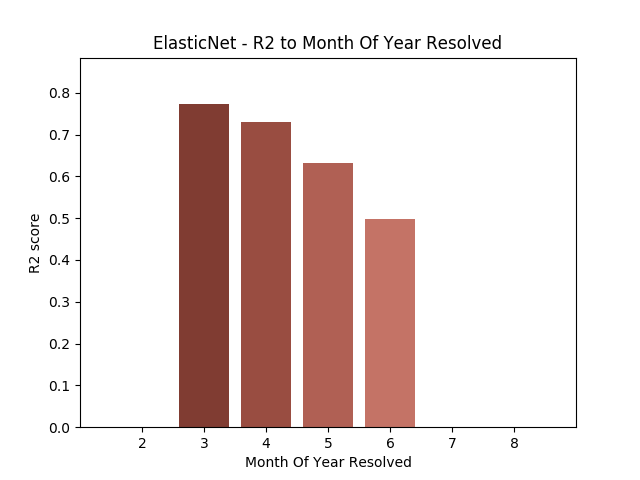 ElasticNet - R2 to Month Of Year Resolved
0.8
0.7
0.6
0.5
0.4
0.3
0.2
0.1
0.0
R2 score
2 3 4 5 6 7 8
Month Of Year Resolved